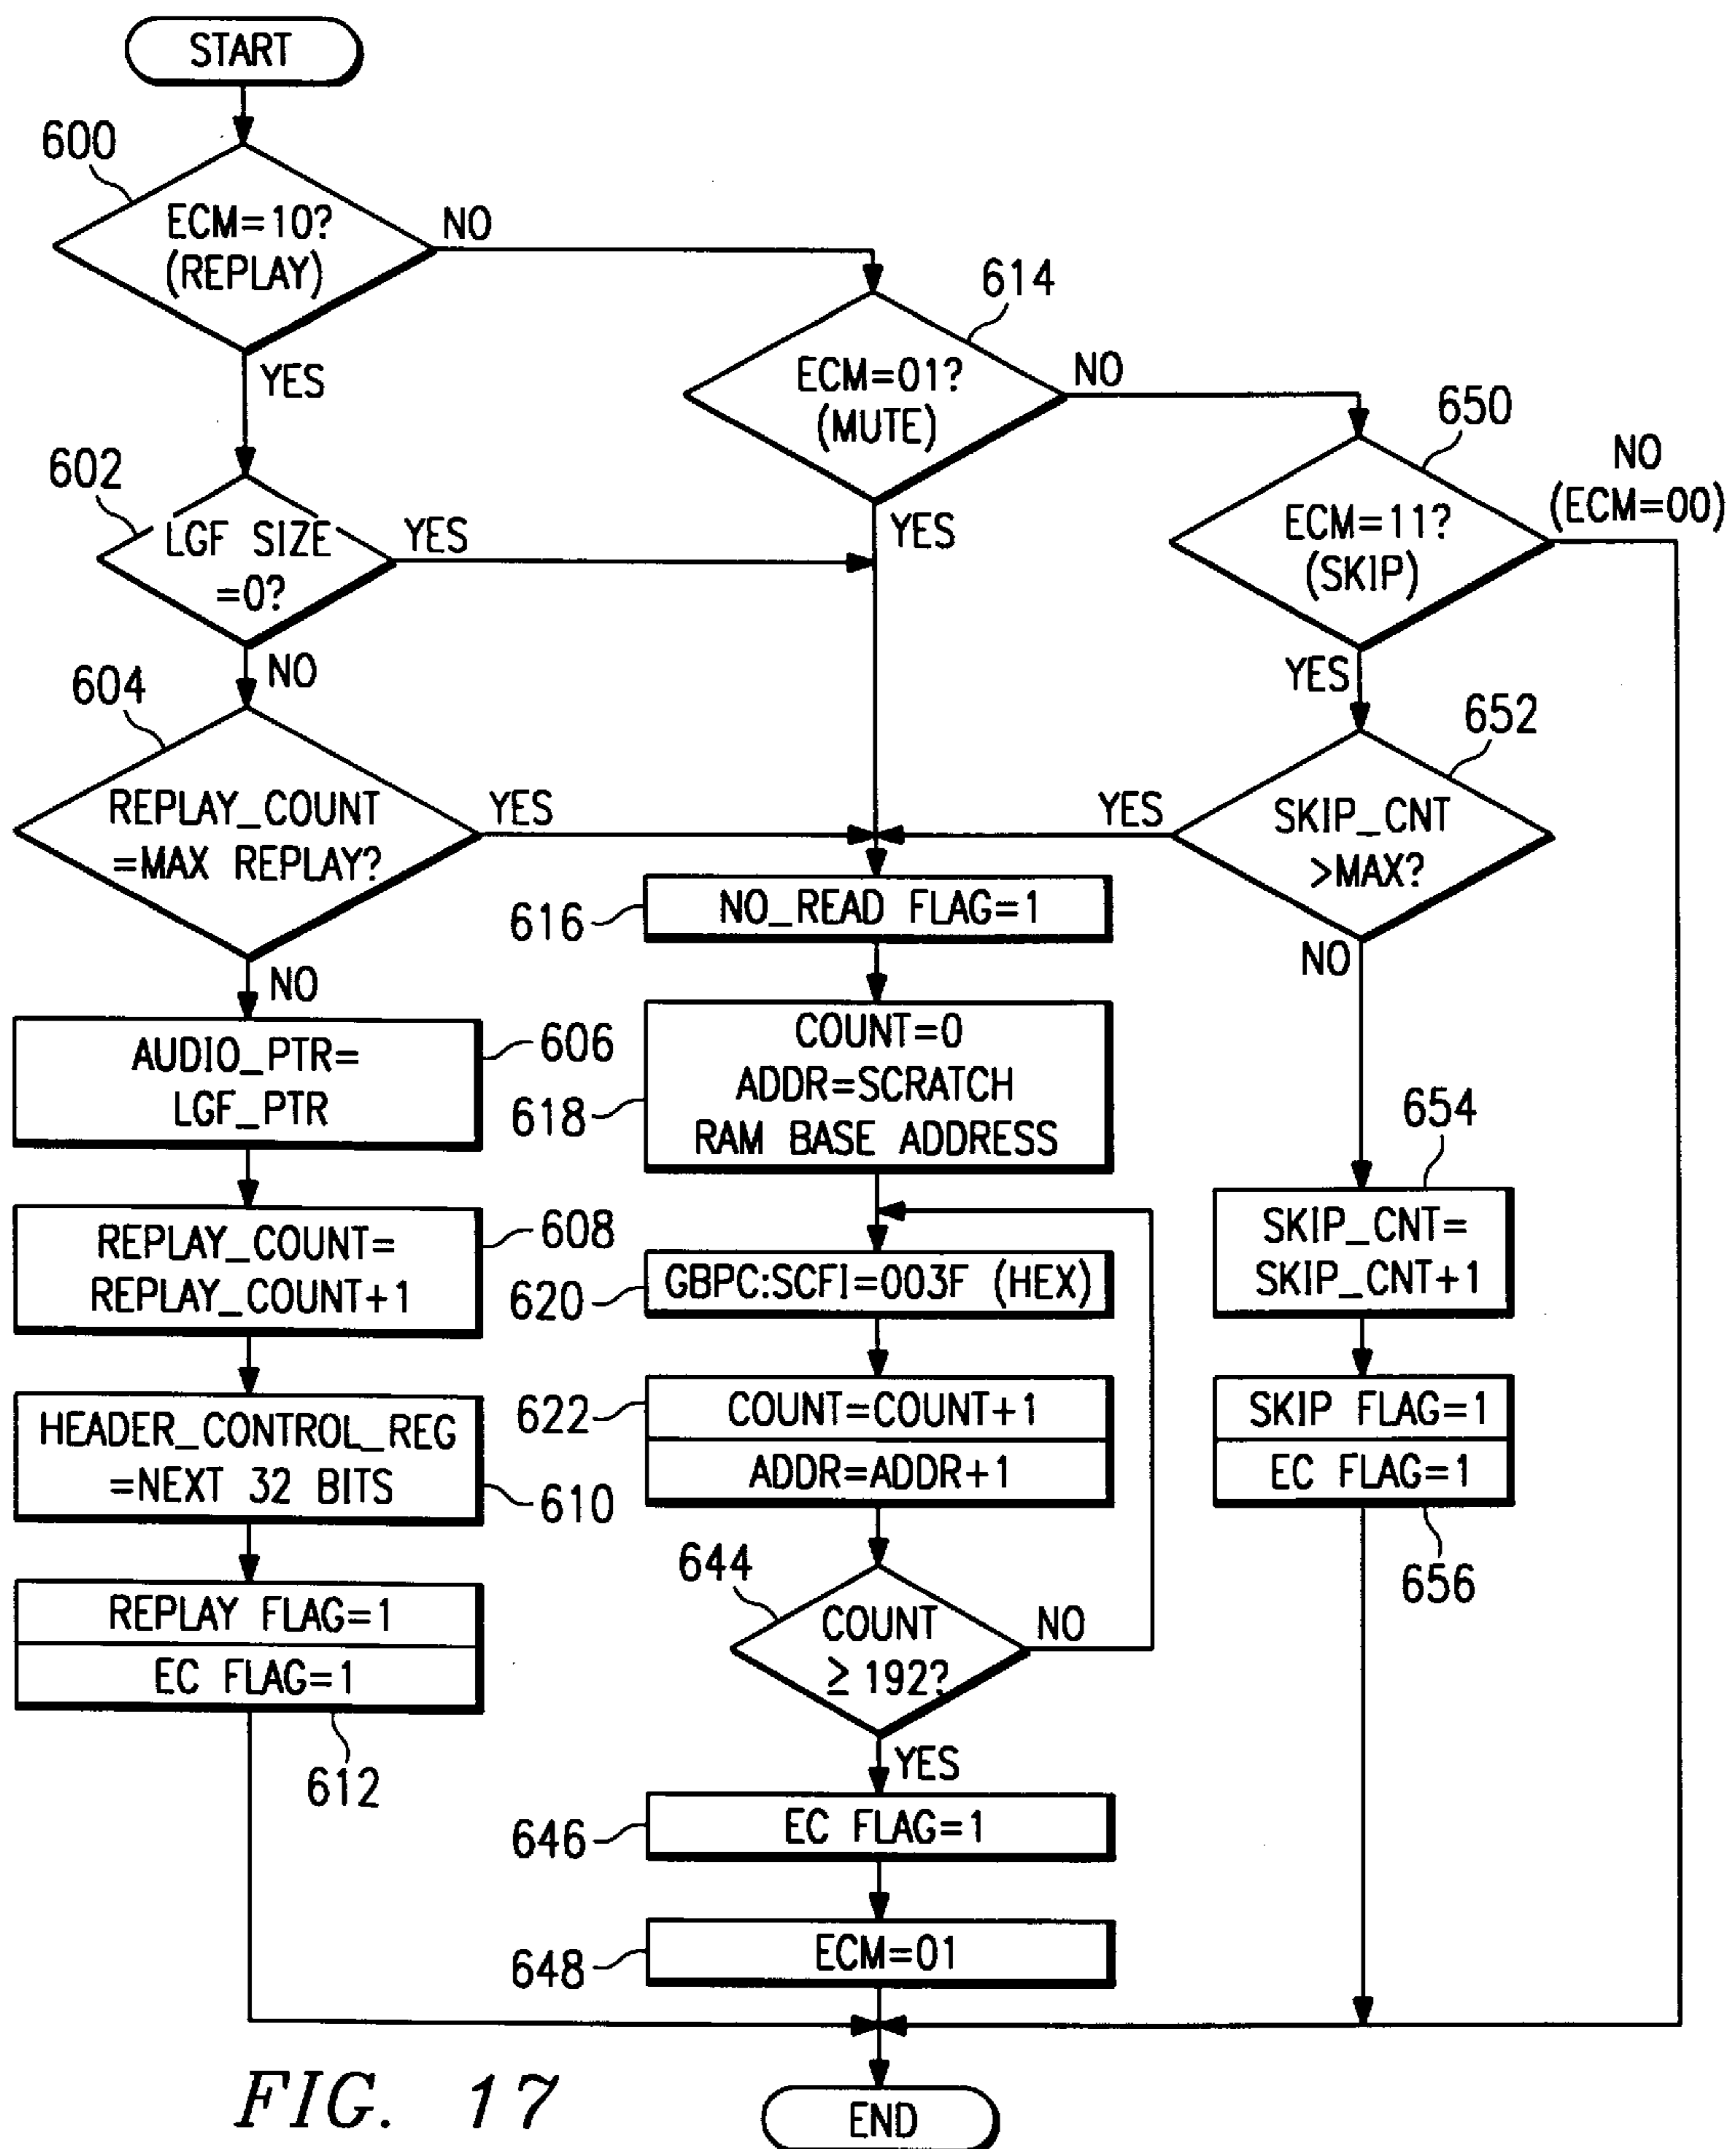 START
600
ECM=10?
(REPLAY)
NO
YES
614
ECM=01?
(MUTE)
NO
YES
650
ECM=11?
(SKIP)
NO
(ECM=00)
YES
602
LGF SIZE
=0?
YES
NO
604
REPLAY_COUNT
=MAX REPLAY?
YES
NO
652
SKIP_CNT
>MAX?
YES
NO
616
NO_READ FLAG=1
606
AUDIO_PTR=
LGF_PTR
618
COUNT=0
ADDR=SCRATCH
RAM BASE ADDRESS
654
SKIP_CNT=
SKIP_CNT+1
608
REPLAY_COUNT=
REPLAY_COUNT+1
620
GBPC:SCFI=003F (HEX)
610
HEADER_CONTROL_REG
=NEXT 32 BITS
622
COUNT=COUNT+1
ADDR=ADDR+1
SKIP FLAG=1
EC FLAG=1
656
REPLAY FLAG=1
EC FLAG=1
612
644
COUNT
≥ 192?
NO
YES
646
EC FLAG=1
648
ECM=01
END
FIG. 17